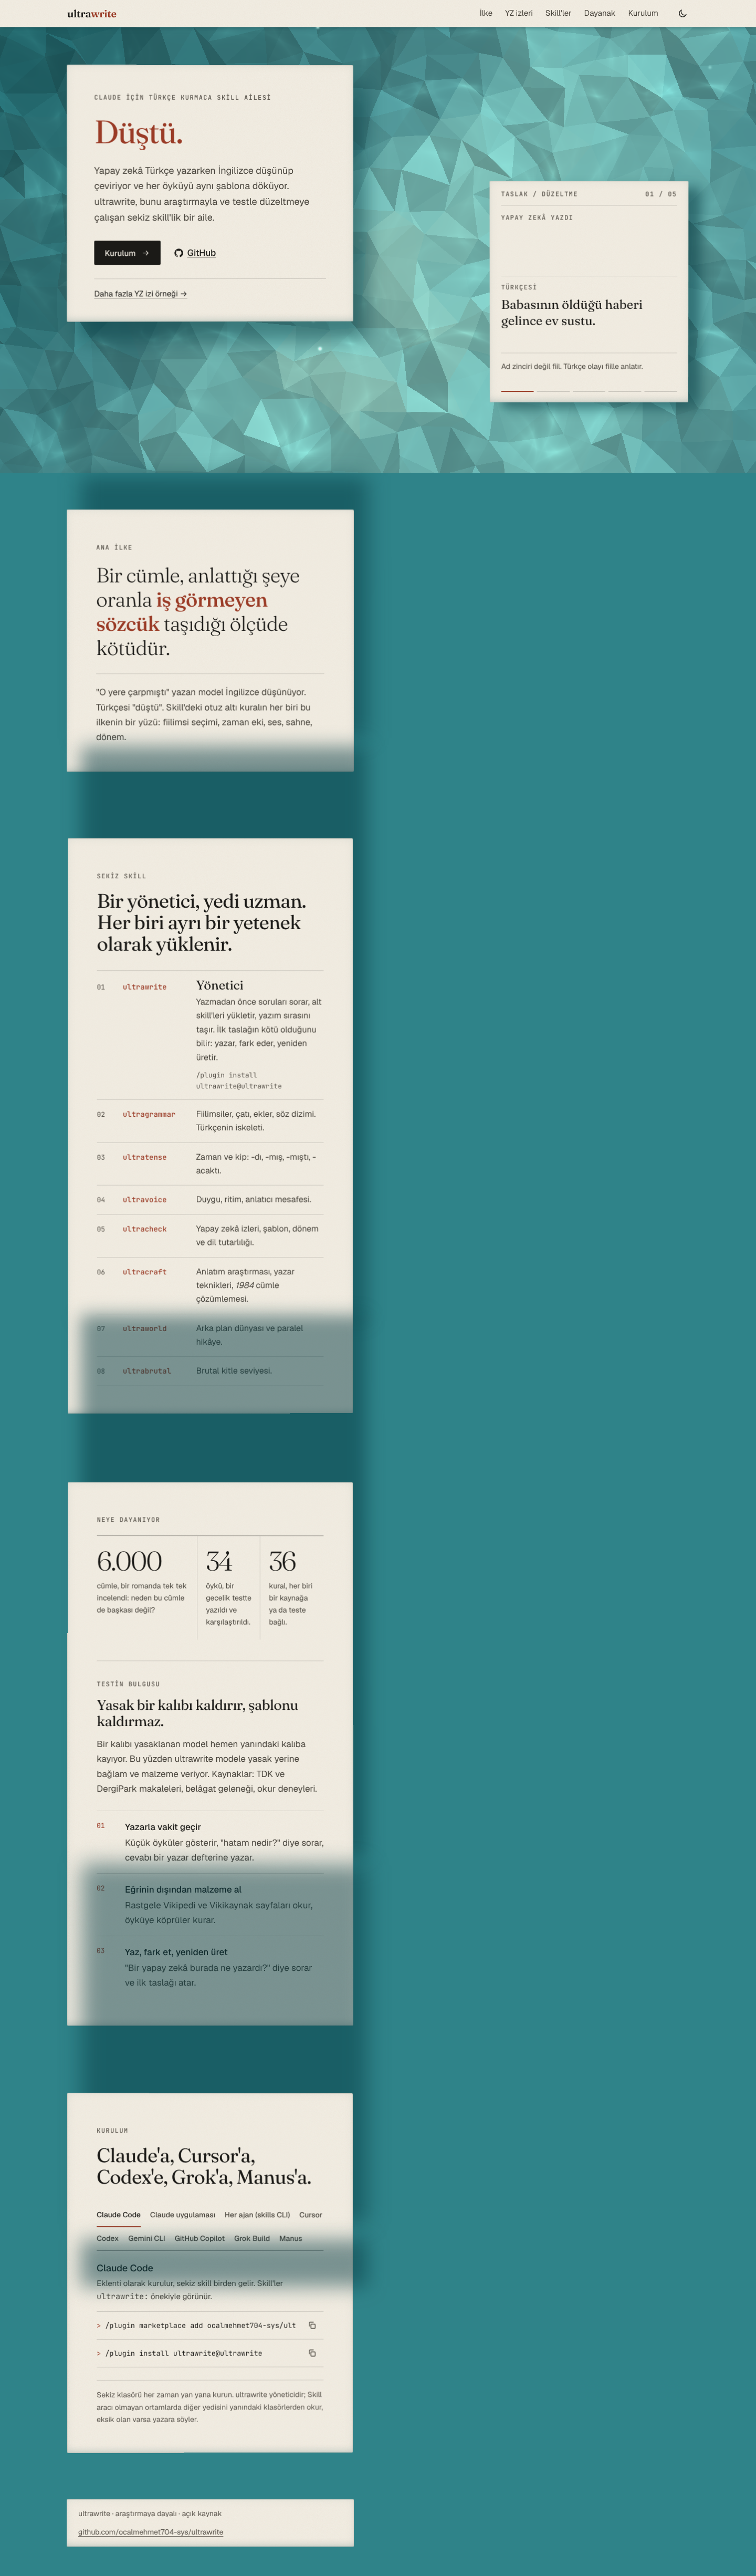 ultrawrite
İlke YZ izleri Skill'ler Dayanak Kurulum
CLAUDE İÇİN TÜRKÇE KURMACA SKİLL AİLESİ
Düştü.
Yapay zekâ Türkçe yazarken İngilizce düşünüp
çeviriyor ve her öyküyü aynı şablona döküyor.
ultrawrite, bunu araştırmayla ve testle düzeltmeye
çalışan sekiz skill'lik bir aile.
Kurulum →
GitHub
Daha fazla YZ izi örneği →
TASLAK / DÜZELTME 01 / 05
YAPAY ZEKÂ YAZDI
TÜRKÇESİ
Babasının öldüğü haberi
gelince ev sustu.
Ad zinciri değil fiil. Türkçe olayı fiille anlatır.
ANA İLKE
Bir cümle, anlattığı şeye
oranla iş görmeyen
sözcük taşıdığı ölçüde
kötüdür.
"O yere çarpmıştı" yazan model İngilizce düşünüyor.
Türkçesi "düştü". Skill'deki otuz altı kuralın her biri bu
ilkenin bir yüzü: fiilimsi seçimi, zaman eki, ses, sahne,
dönem.
SEKİZ SKILL
Bir yönetici, yedi uzman.
Her biri ayrı bir yetenek
olarak yüklenir.
01 ultrawrite Yönetici
Yazmadan önce soruları sorar, alt
skill'leri yükletir, yazım sırasını
taşır. İlk taslağın kötü olduğunu
bilir: yazar, fark eder, yeniden
üretir.
/plugin install
ultrawrite@ultrawrite
02 ultragrammar Fiilimsiler, çatı, ekler, söz dizimi.
Türkçenin iskeleti.
03 ultratense Zaman ve kip: -dı, -mış, -mıştı, -
acaktı.
04 ultravoice Duygu, ritim, anlatıcı mesafesi.
05 ultracheck Yapay zekâ izleri, şablon, dönem
ve dil tutarlılığı.
06 ultracraft Anlatım araştırması, yazar
teknikleri, 1984 cümle
çözümlemesi.
07 ultraworld Arka plan dünyası ve paralel
hikâye.
08 ultrabrutal Brutal kitle seviyesi.
NEYE DAYANIYOR
6.000 34 36
cümle, bir romanda tek tek
incelendi: neden bu cümle
de başkası değil?
öykü, bir
gecelik testte
yazıldı ve
karşılaştırıldı.
kural, her biri
bir kaynağa
ya da teste
bağlı.
TESTİN BULGUSU
Yasak bir kalıbı kaldırır, şablonu
kaldırmaz.
Bir kalıbı yasaklanan model hemen yanındaki kalıba
kayıyor. Bu yüzden ultrawrite modele yasak yerine
bağlam ve malzeme veriyor. Kaynaklar: TDK ve
DergiPark makaleleri, belâgat geleneği, okur deneyleri.
01 Yazarla vakit geçir
Küçük öyküler gösterir, "hatam nedir?" diye sorar,
cevabı bir yazar defterine yazar.
02 Eğrinin dışından malzeme al
Rastgele Vikipedi ve Vikikaynak sayfaları okur,
öyküye köprüler kurar.
03 Yaz, fark et, yeniden üret
"Bir yapay zekâ burada ne yazardı?" diye sorar
ve ilk taslağı atar.
KURULUM
Claude'a, Cursor'a,
Codex'e, Grok'a, Manus'a.
Claude Code Claude uygulaması Her ajan (skills CLI) Cursor
Codex Gemini CLI GitHub Copilot Grok Build Manus
Claude Code
Eklenti olarak kurulur, sekiz skill birden gelir. Skill'ler
ultrawrite: önekiyle görünür.
> /plugin marketplace add ocalmehmet704-sys/ult
> /plugin install ultrawrite@ultrawrite
Sekiz klasörü her zaman yan yana kurun. ultrawrite yöneticidir; Skill
aracı olmayan ortamlarda diğer yedisini yanındaki klasörlerden okur,
eksik olan varsa yazara söyler.
ultrawrite · araştırmaya dayalı · açık kaynak
github.com/ocalmehmet704-sys/ultrawrite